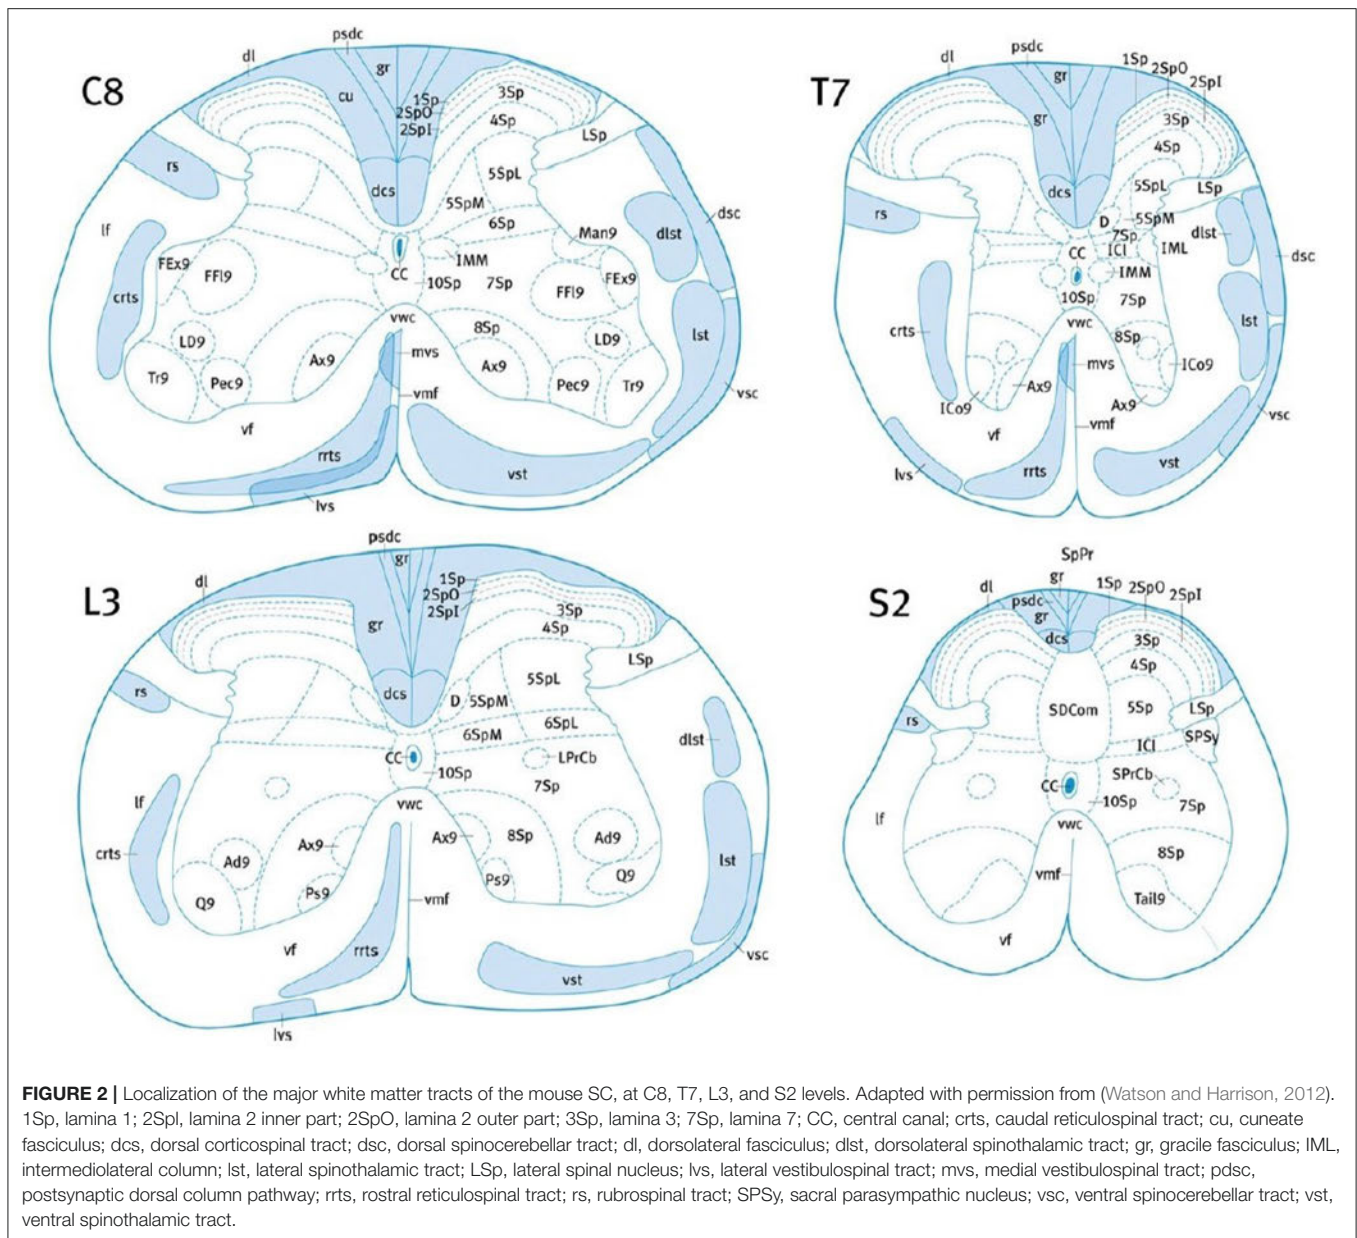 C8
psdc
dl
gr
cu
1Sp
2SpO
2SpI
3Sp
4Sp
LSp
rs
5SpL
dcs
5SpM
6Sp
dsc
dlst
lf
Man9
FEx9
FFl9
CC
IMM
10Sp
7Sp
FFl9
FEx9
crts
vwc
8Sp
LD9
mvs
Ax9
Ax9
LD9
lst
Tr9
Pec9
vmf
Pec9
Tr9
vsc
vf
rrts
vst
lvs
T7
psdc
dl
gr
1Sp
2SpO
2SpI
gr
3Sp
4Sp
dcs
5SpL
LSp
rs
D
5SpM
7Sp
dlst
CC
ICl
IML
dsc
IMM
10Sp
7Sp
crts
vwc
8Sp
lst
mvs
ICo9
Ax9
ICo9
Ax9
vsc
vf
vmf
lvs
rrts
vst
L3
psdc
dl
gr
1Sp
2SpO
2SpI
3Sp
gr
4Sp
LSp
rs
dcs
D
5SpM
5SpL
6SpL
6SpM
dlst
CC
LPrCb
10Sp
7Sp
lf
vwc
Ax9
Ax9
8Sp
Ad9
crts
Ad9
lst
Q9
Ps9
Ps9
Q9
vmf
vf
rrts
vsc
vst
lvs
S2
SpPr
gr
dl
1Sp
2SpO
2SpI
psdc
gr
dcs
3Sp
4Sp
rs
SDCom
5Sp
LSp
ICl
SPSy
SPrCb
CC
10Sp
7Sp
lf
vwc
8Sp
vmf
Tail9
vf
FIGURE 2 | Localization of the major white matter tracts of the mouse SC, at C8, T7, L3, and S2 levels. Adapted with permission from (Watson and Harrison, 2012).
1Sp, lamina 1; 2Spl, lamina 2 inner part; 2SpO, lamina 2 outer part; 3Sp, lamina 3; 7Sp, lamina 7; CC, central canal; crts, caudal reticulospinal tract; cu, cuneate
fasciculus; dcs, dorsal corticospinal tract; dsc, dorsal spinocerebellar tract; dl, dorsolateral fasciculus; dlst, dorsolateral spinothalamic tract; gr, gracile fasciculus; IML,
intermediolateral column; lst, lateral spinothalamic tract; LSp, lateral spinal nucleus; lvs, lateral vestibulospinal tract; mvs, medial vestibulospinal tract; pdsc,
postsynaptic dorsal column pathway; rrts, rostral reticulospinal tract; rs, rubrospinal tract; SPSy, sacral parasympathic nucleus; vsc, ventral spinocerebellar tract; vst,
ventral spinothalamic tract.